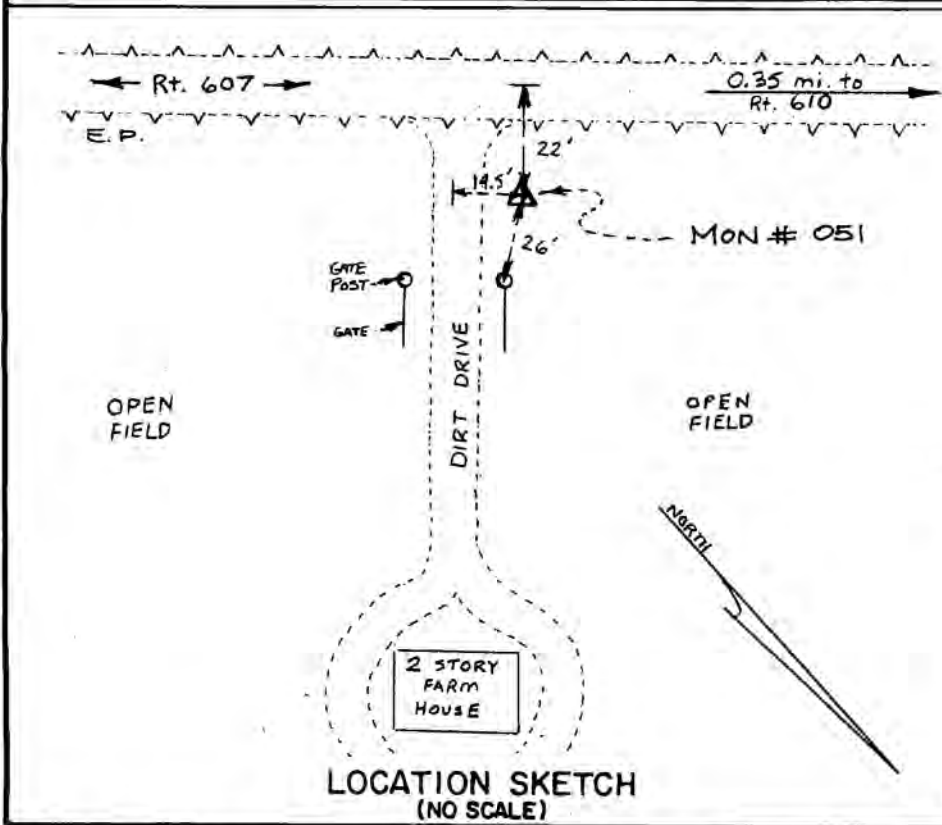 Rt. 607
0.35 mi. to
Rt. 610
E.P.
22'
14.5'
MON # 051
26'
GATE
POST
GATE
DIRT DRIVE
OPEN
FIELD
OPEN
FIELD
NORTH
2 STORY
FARM
HOUSE
LOCATION SKETCH
(NO SCALE)